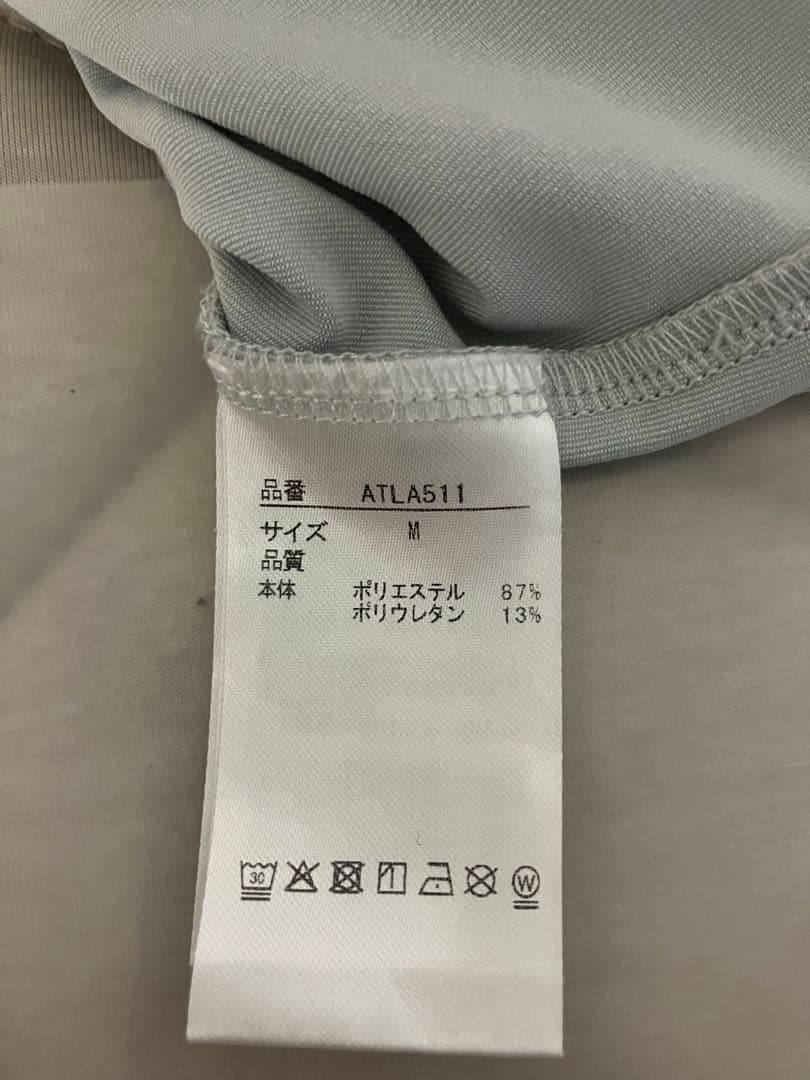 品番 ATLA511
サイズ M
品質
本体 ポリエステル 87%
ポリウレタン 13%
30 W